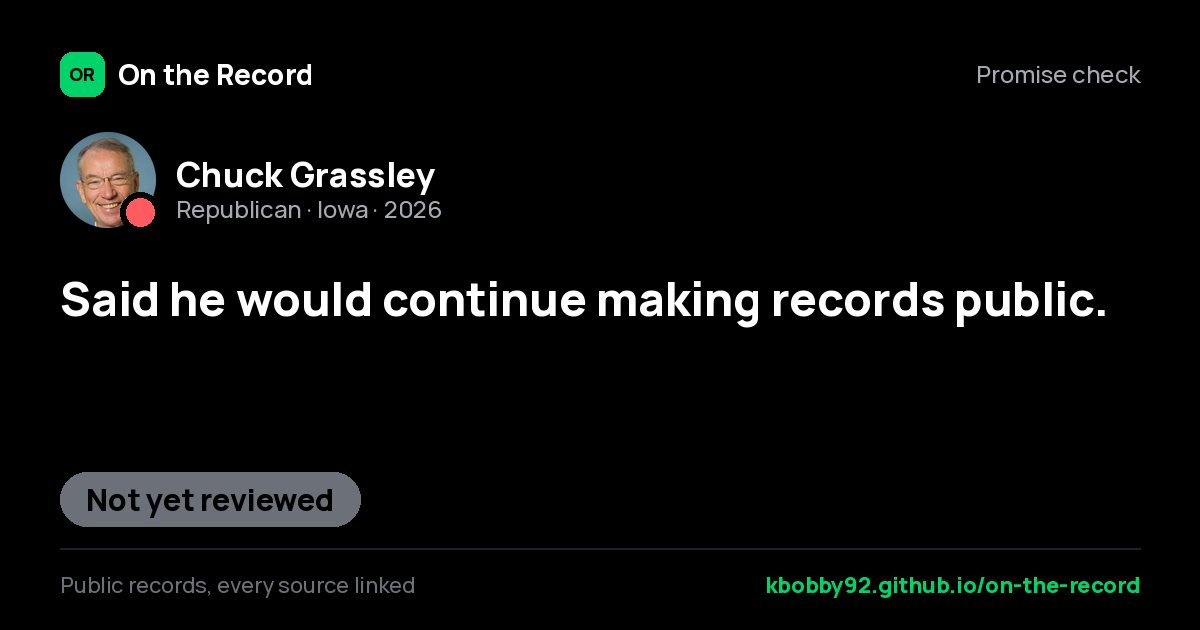 OR On the Record
Promise check
Chuck Grassley
Republican · Iowa · 2026
Said he would continue making records public.
Not yet reviewed
Public records, every source linked
kbobby92.github.io/on-the-record